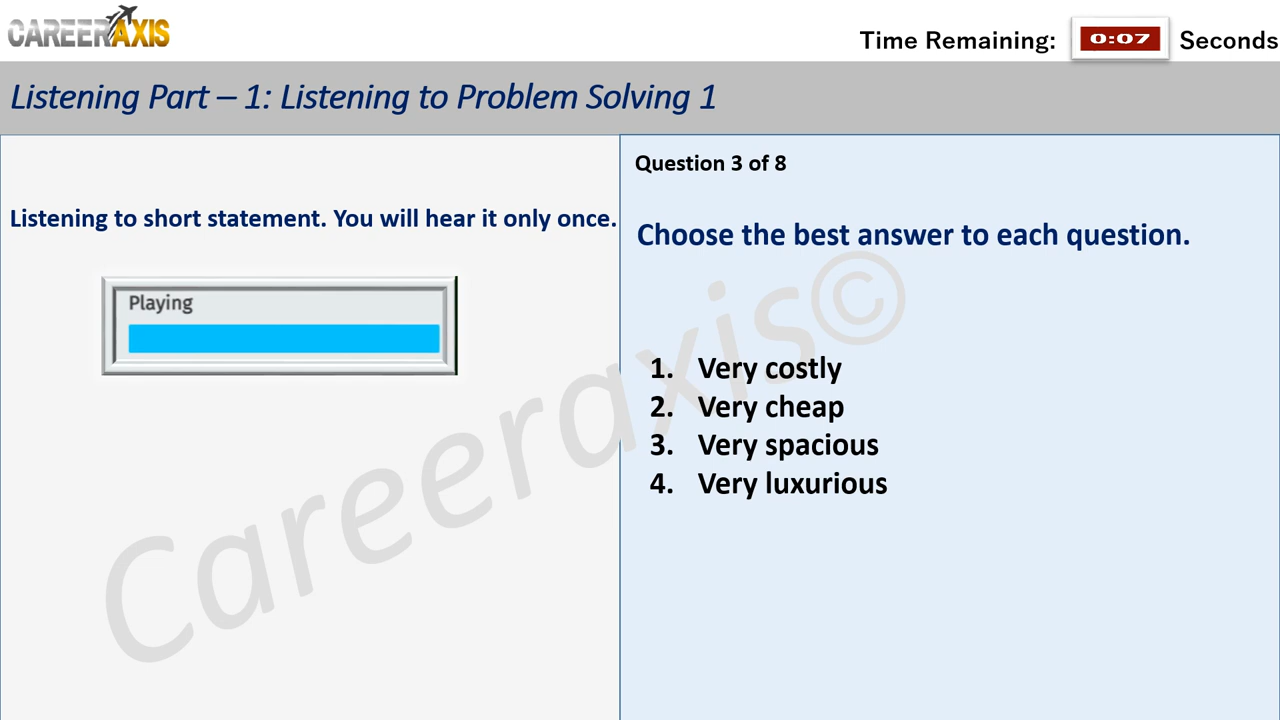 CAREERAXIS
Time Remaining: 0:07 Seconds
Listening Part – 1: Listening to Problem Solving 1
Listening to short statement. You will hear it only once.
Playing
Question 3 of 8
Choose the best answer to each question.
1. Very costly
2. Very cheap
3. Very spacious
4. Very luxurious
Careeraxis©